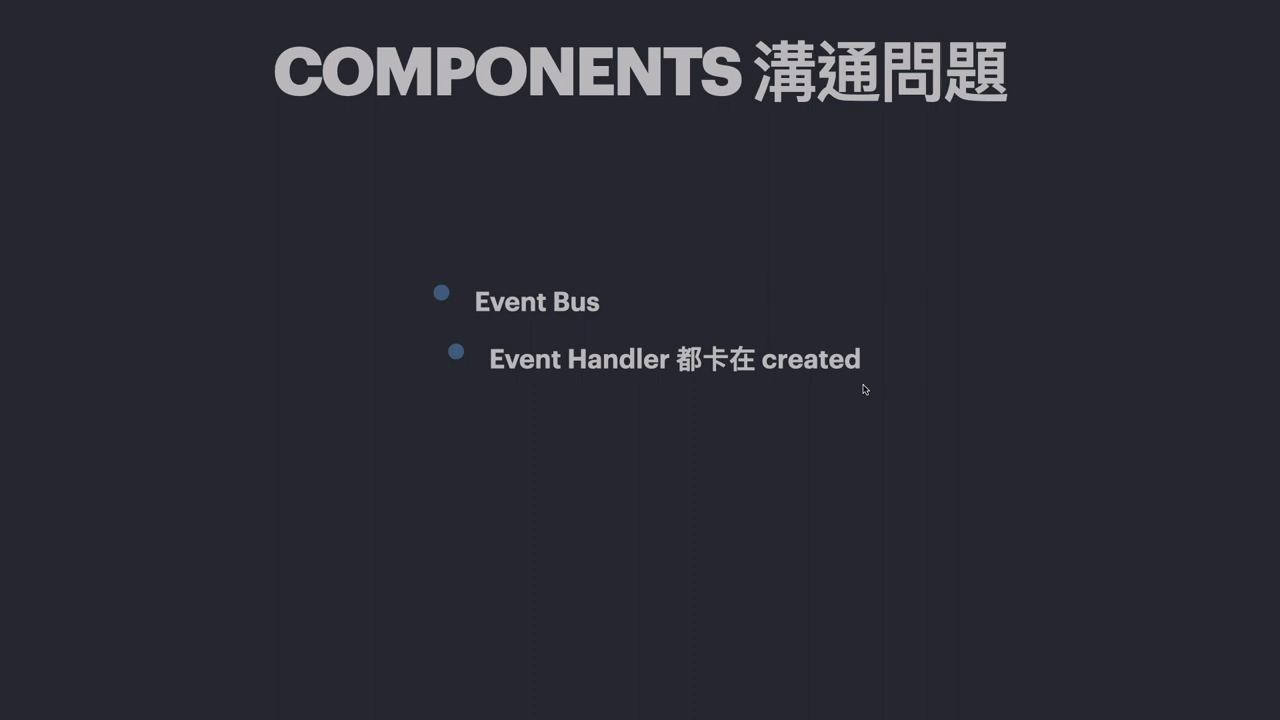 COMPONENTS 溝通問題
Event Bus
Event Handler 都卡在 created